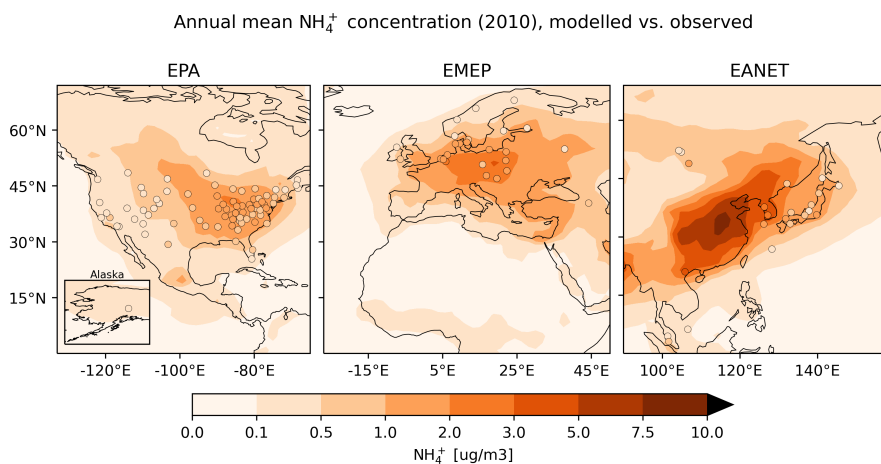 Annual mean NH₄⁺ concentration (2010), modelled vs. observed
EPA EMEP EANET
60°N
45°N
30°N
15°N
Alaska
-120°E -100°E -80°E -15°E 5°E 25°E 45°E 100°E 120°E 140°E
0.0 0.1 0.5 1.0 2.0 3.0 5.0 7.5 10.0
NH₄⁺ [ug/m3]